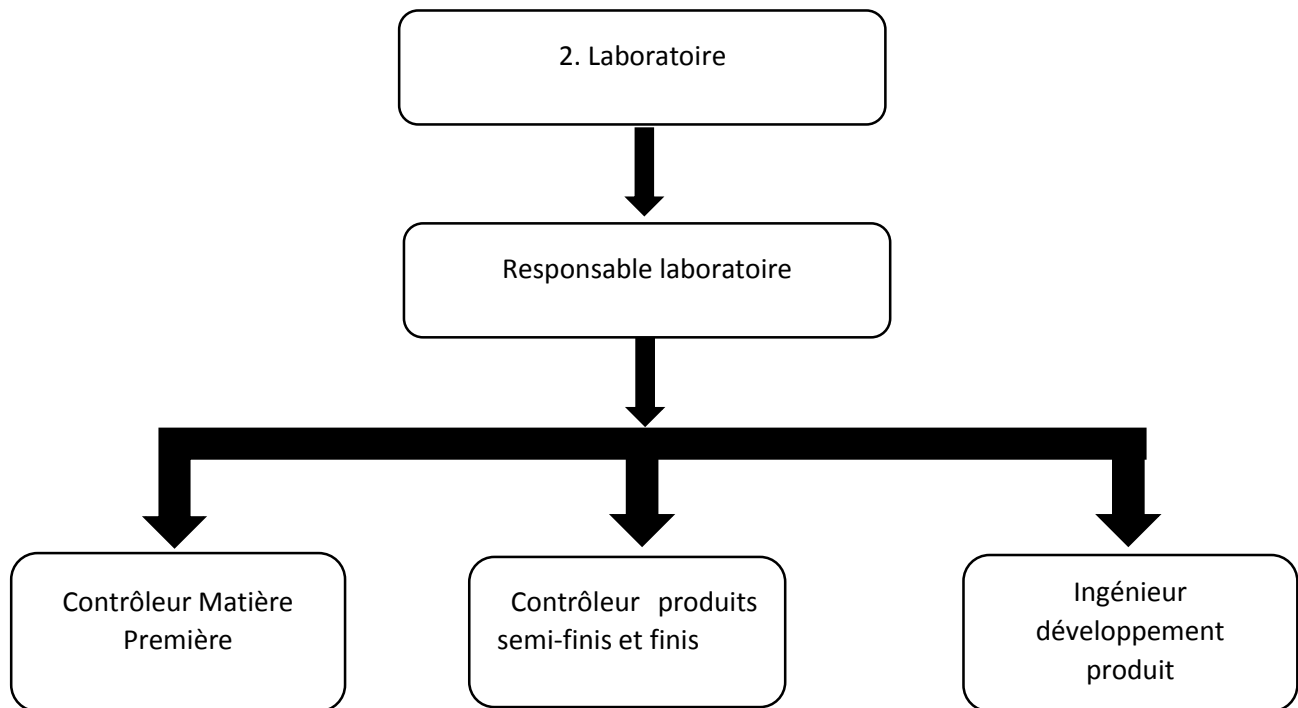 2. Laboratoire
Responsable laboratoire
Contrôleur Matière
Première
Contrôleur produits
semi-finis et finis
Ingénieur
développement
produit